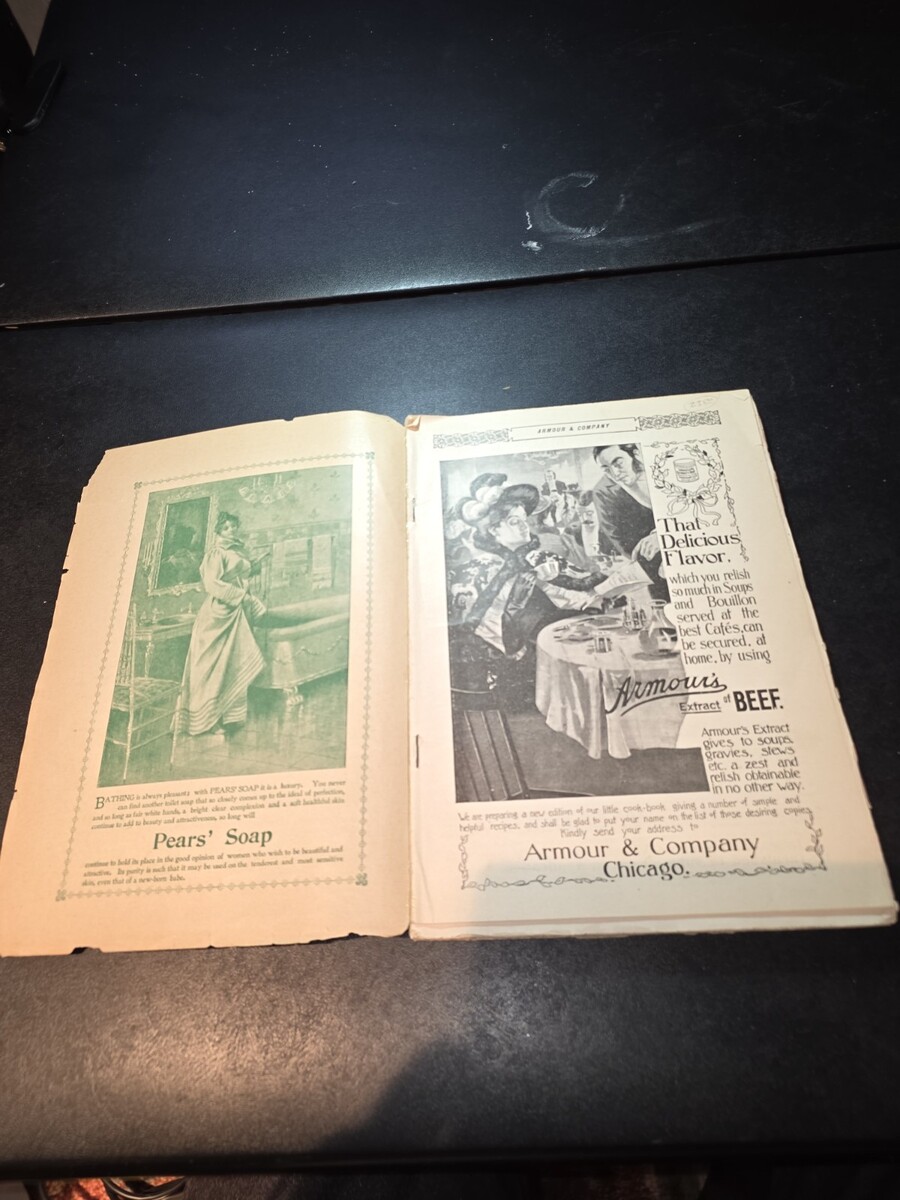 BATHING is always pleasant: with PEARS' SOAP it is a luxury. You never
can find another toilet soap that so closely comes up to the ideal of perfection,
and so long as fair white hands, a bright clear complexion and a soft healthful skin
continue to add to beauty and attractiveness, so long will
Pears' Soap
continue to hold its place in the good opinion of women who wish to be beautiful and
attractive. Its purity is such that it may be used on the tenderest and most sensitive
skin, even that of a new-born babe.
ARMOUR & COMPANY
That
Delicious
Flavor.
which you relish
so much in Soups
and Bouillon
served at the
best Cafés, can
be secured, at
home, by using
Armour's
Extract of BEEF.
Armour's Extract
gives to soups,
gravies, stews
etc. a zest and
relish obtainable
in no other way.
We are preparing a new edition of our little cook-book giving a number of simple and
helpful recipes, and shall be glad to put your name on the list of those desiring copies
Kindly send your address to
Armour & Company
Chicago.